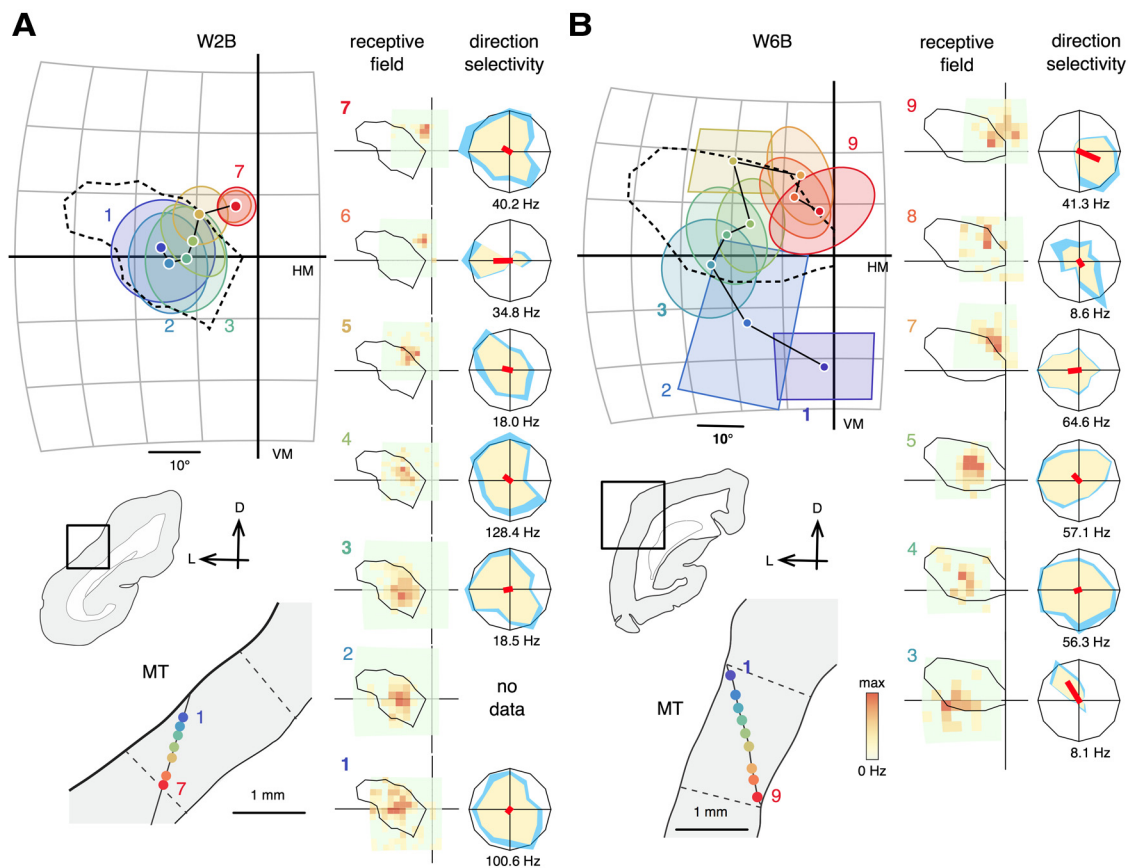 A
W2B
receptive
field
direction
selectivity
1
2
3
7
HM
VM
10°
D
L
MT
1
7
1 mm
7
40.2 Hz
6
34.8 Hz
5
18.0 Hz
4
128.4 Hz
3
18.5 Hz
2
no
data
1
100.6 Hz
B
W6B
receptive
field
direction
selectivity
9
3
2
1
HM
VM
10°
D
L
MT
1
9
1 mm
max
0 Hz
9
41.3 Hz
8
8.6 Hz
7
64.6 Hz
5
57.1 Hz
4
56.3 Hz
3
8.1 Hz